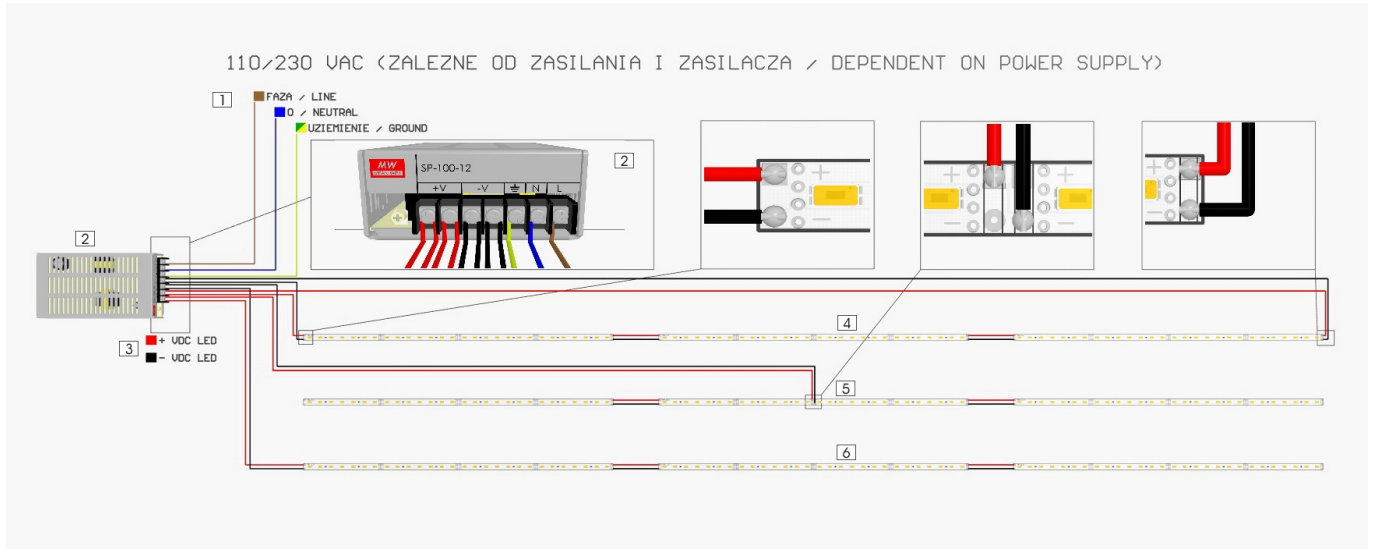 110/230 VAC (ZALEZNE OD ZASILANIA I ZASILACZA / DEPENDENT ON POWER SUPPLY)
1
FAZA / LINE
0 / NEUTRAL
UZIEMIENIE / GROUND
2
MW
SP-100-12
+V -V N L
+
-
+
-
+
-
2
3
+ VDC LED
- VDC LED
4
5
6